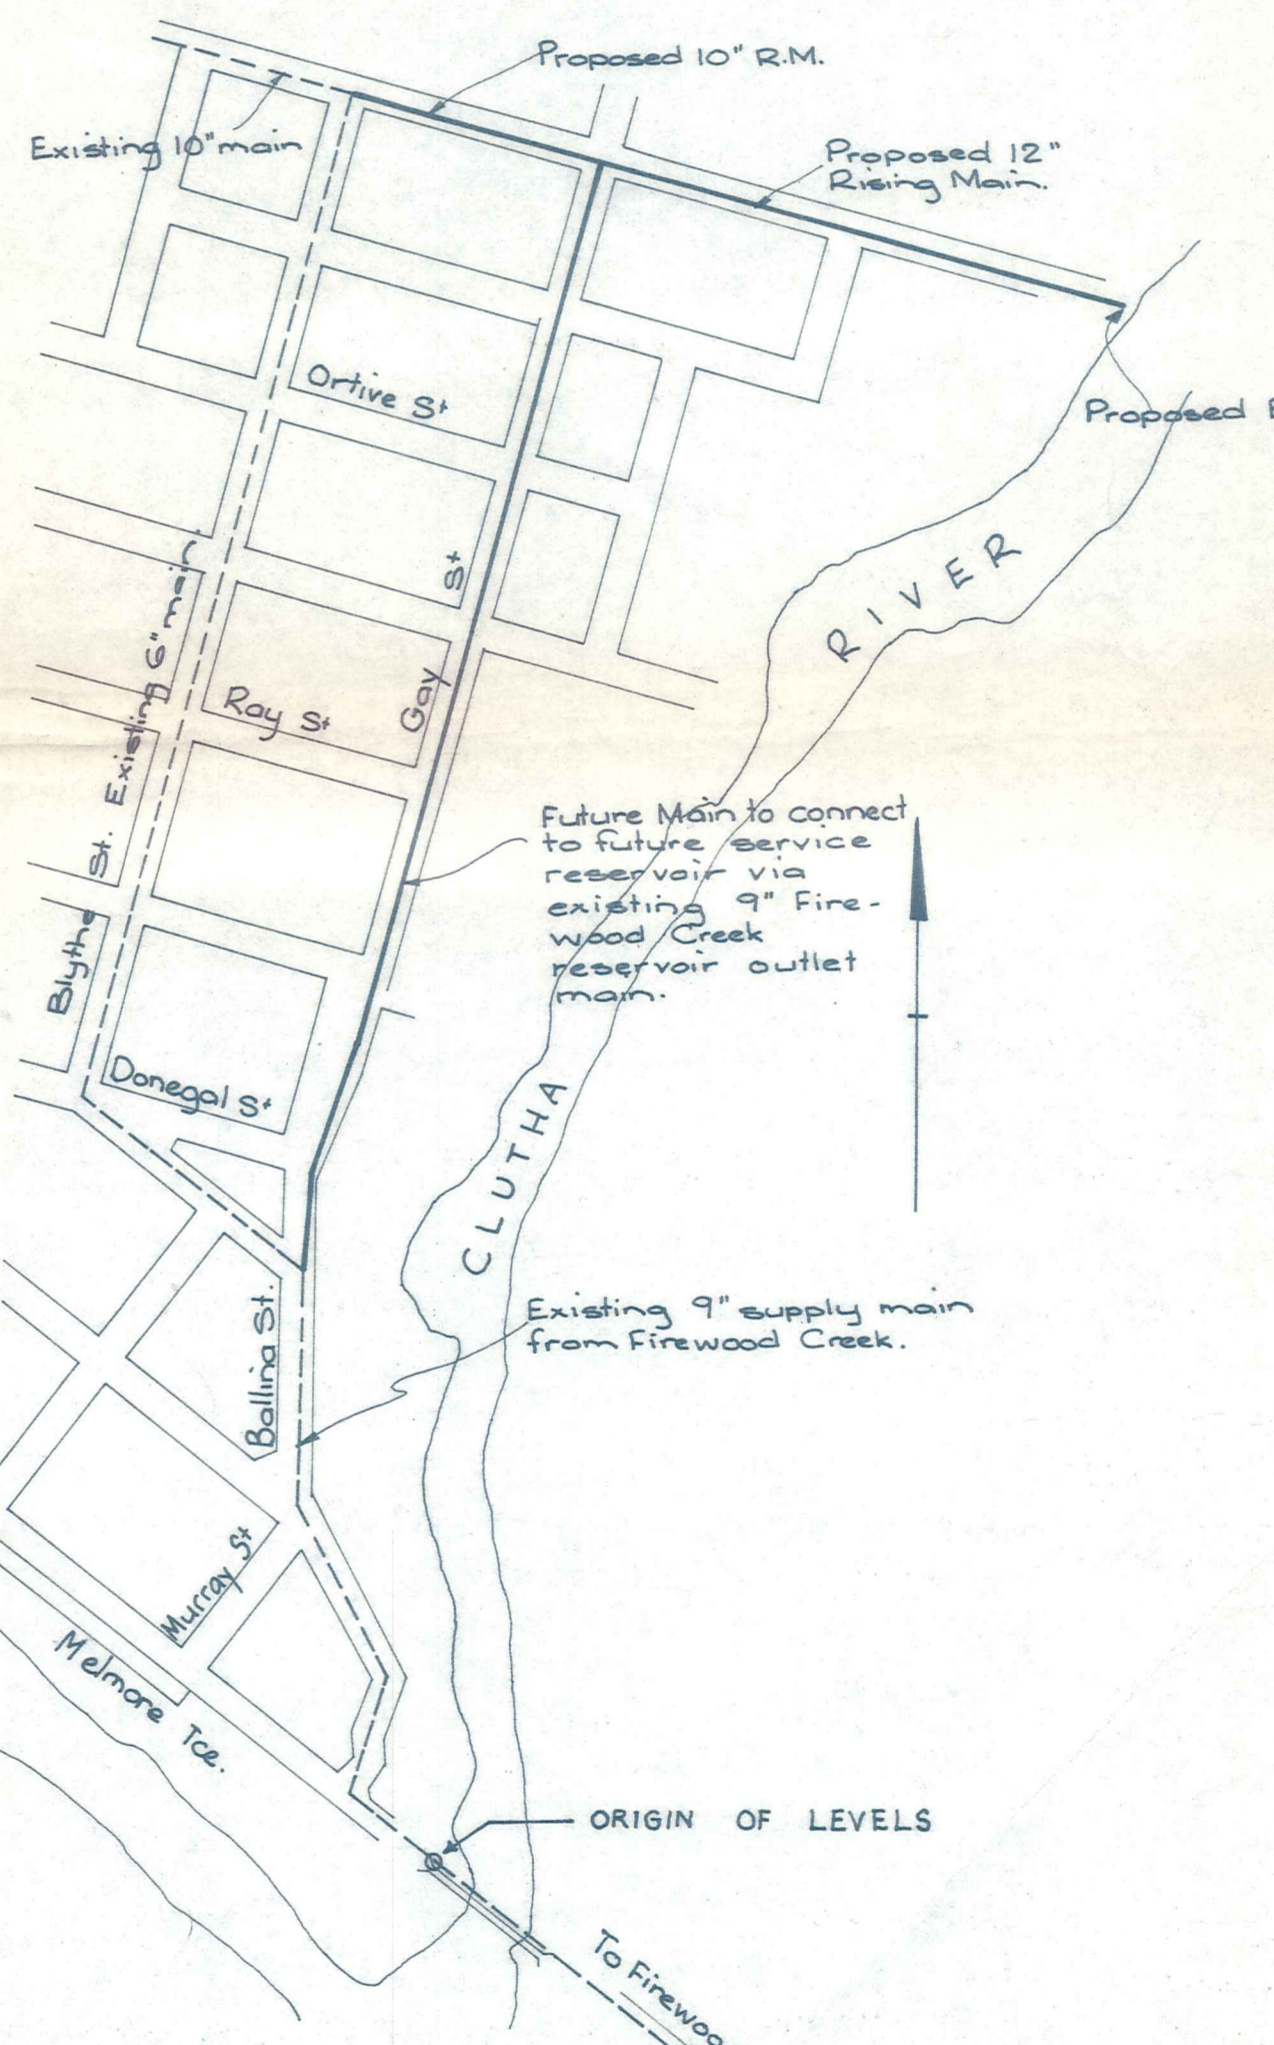 Proposed 10" R.M.
Existing 10" main
Proposed 12"
Rising Main.
Ortive St
Proposed
RIVER
Gay St
Blythe St. Existing 6" main.
Ray St
Future Main to connect
to future service
reservoir via
existing 9" Fire-
wood Creek
reservoir outlet
main.
Donegal St
CLUTHA
Existing 9" supply main
from Firewood Creek.
Ballina St.
Murray St
Melmore Tce.
ORIGIN OF LEVELS
To Firewoo